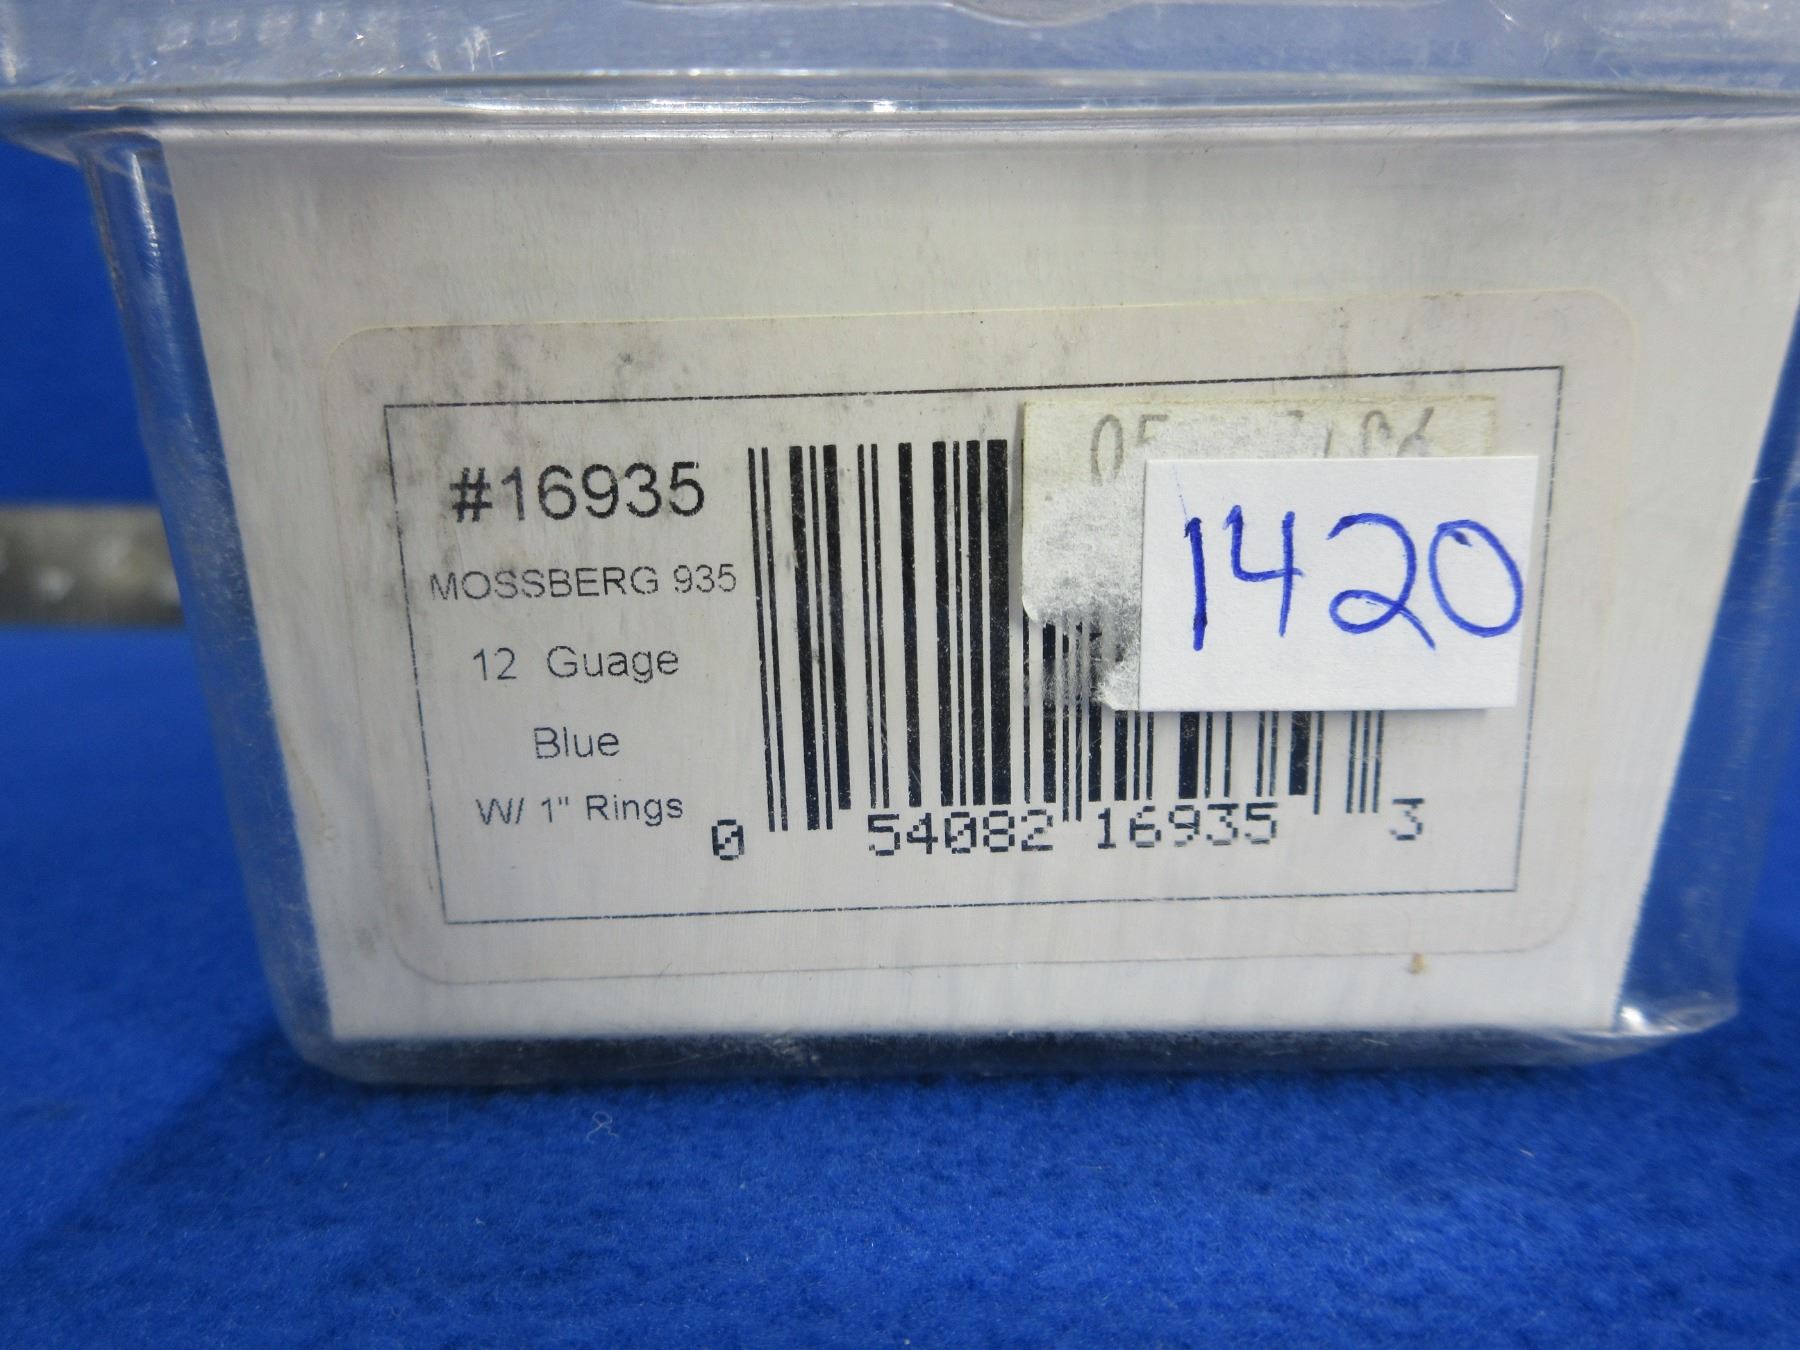 #16935
MOSSBERG 935
12 Guage
Blue
W/ 1" Rings
0 54082 16935 3
1420